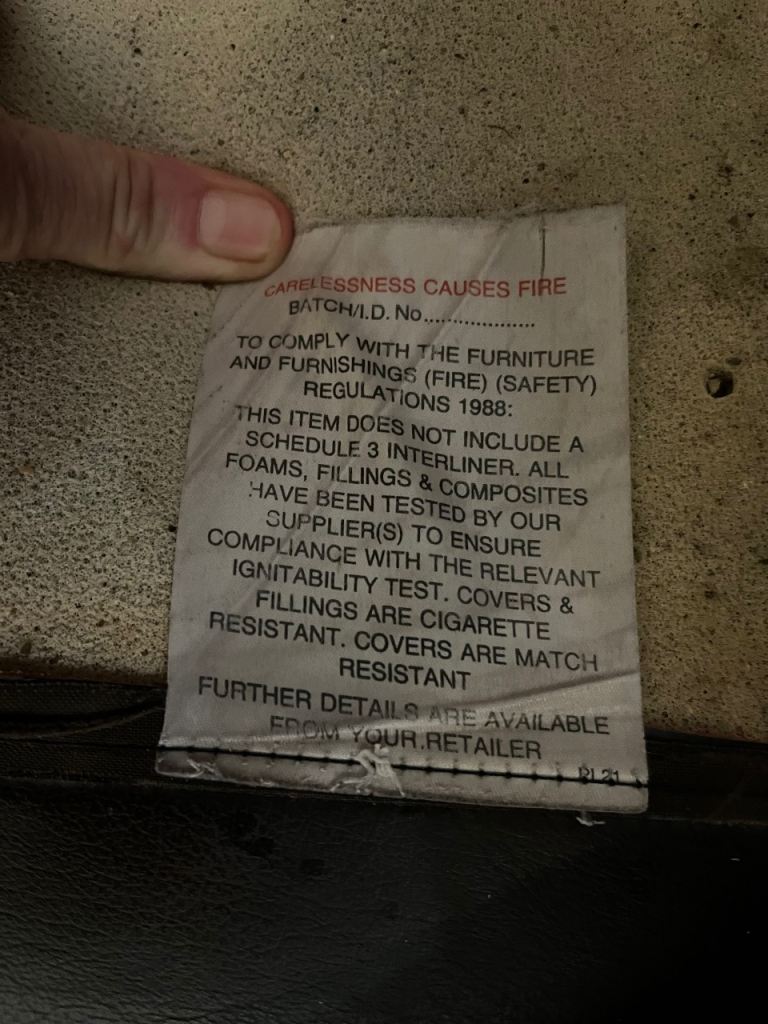 CARELESSNESS CAUSES FIRE
BATCH/I.D. No....................
TO COMPLY WITH THE FURNITURE
AND FURNISHINGS (FIRE) (SAFETY)
REGULATIONS 1988:
THIS ITEM DOES NOT INCLUDE A
SCHEDULE 3 INTERLINER. ALL
FOAMS, FILLINGS & COMPOSITES
HAVE BEEN TESTED BY OUR
SUPPLIER(S) TO ENSURE
COMPLIANCE WITH THE RELEVANT
IGNITABILITY TEST. COVERS &
FILLINGS ARE CIGARETTE
RESISTANT. COVERS ARE MATCH
RESISTANT
FURTHER DETAILS ARE AVAILABLE
FROM YOUR RETAILER